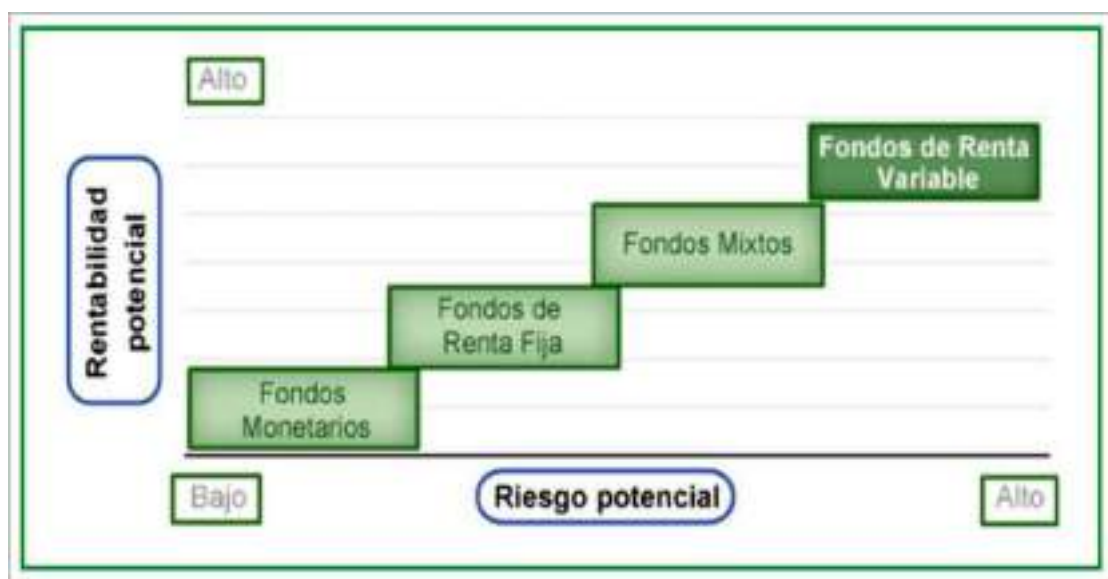 Alto
Fondos de Renta
Variable
Rentabilidad
potencial
Fondos Mixtos
Fondos de
Renta Fija
Fondos
Monetarios
Bajo
Riesgo potencial
Alto